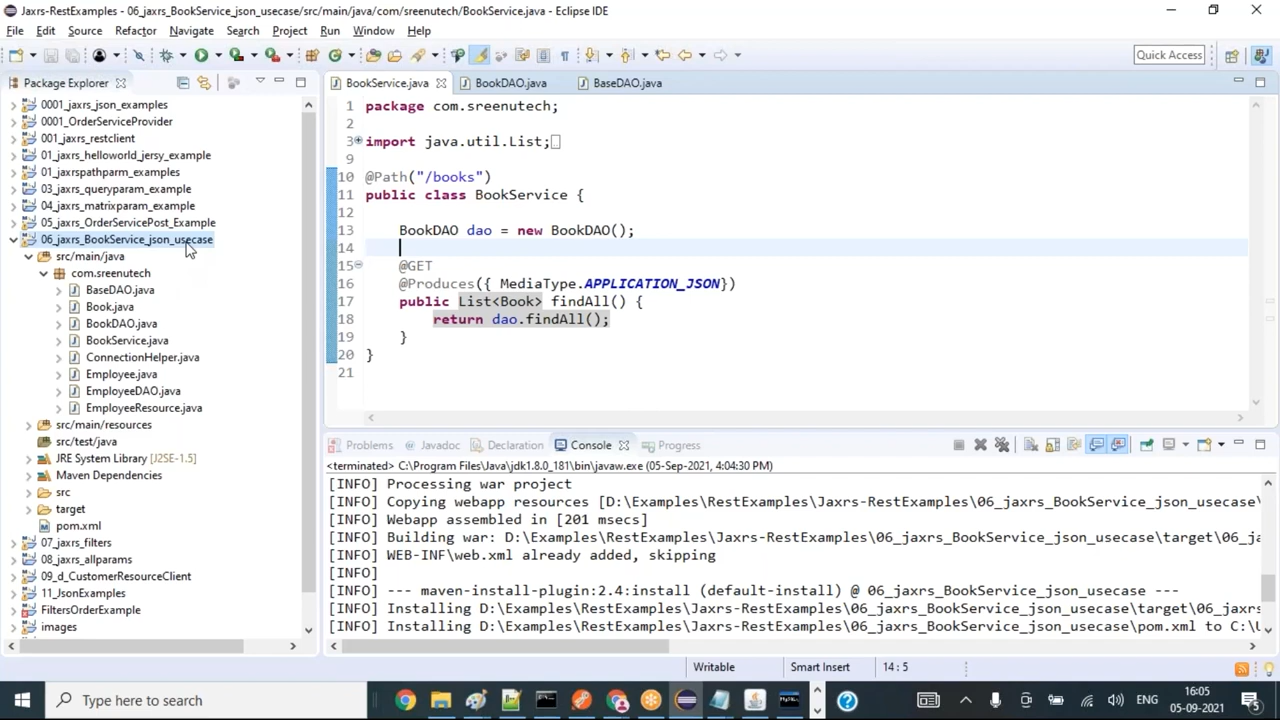 Jaxrs-RestExamples - 06_jaxrs_BookService_json_usecase/src/main/java/com/sreenutech/BookService.java - Eclipse IDE
File Edit Source Refactor Navigate Search Project Run Window Help
Quick Access
Package Explorer
0001_jaxrs_json_examples
0001_OrderServiceProvider
001_jaxrs_restclient
01_jaxrs_helloworld_jersy_example
01_jaxrspathparm_examples
03_jaxrs_queryparam_example
04_jaxrs_matrixparam_example
05_jaxrs_OrderServicePost_Example
06_jaxrs_BookService_json_usecase
src/main/java
com.sreenutech
BaseDAO.java
Book.java
BookDAO.java
BookService.java
ConnectionHelper.java
Employee.java
EmployeeDAO.java
EmployeeResource.java
src/main/resources
src/test/java
JRE System Library [J2SE-1.5]
Maven Dependencies
src
target
pom.xml
07_jaxrs_filters
08_jaxrs_allparams
09_d_CustomerResourceClient
11_JsonExamples
FiltersOrderExample
images
BookService.java BookDAO.java BaseDAO.java
1 package com.sreenutech;
2
3 import java.util.List;
9
10 @Path("/books")
11 public class BookService {
12
13 BookDAO dao = new BookDAO();
14
15 @GET
16 @Produces({ MediaType.APPLICATION_JSON})
17 public List<Book> findAll() {
18 return dao.findAll();
19 }
20 }
21
Problems Javadoc Declaration Console Progress
<terminated> C:\Program Files\Java\jdk1.8.0_181\bin\javaw.exe (05-Sep-2021, 4:04:30 PM)
[INFO] Processing war project
[INFO] Copying webapp resources [D:\Examples\RestExamples\Jaxrs-RestExamples\06_jaxrs_BookService_json_usecase\
[INFO] Webapp assembled in [201 msecs]
[INFO] Building war: D:\Examples\RestExamples\Jaxrs-RestExamples\06_jaxrs_BookService_json_usecase\target\06_ja
[INFO] WEB-INF\web.xml already added, skipping
[INFO]
[INFO] --- maven-install-plugin:2.4:install (default-install) @ 06_jaxrs_BookService_json_usecase ---
[INFO] Installing D:\Examples\RestExamples\Jaxrs-RestExamples\06_jaxrs_BookService_json_usecase\target\06_jaxrs
[INFO] Installing D:\Examples\RestExamples\Jaxrs-RestExamples\06_jaxrs_BookService_json_usecase\pom.xml to C:\U
Writable Smart Insert 14 : 5
Type here to search
ENG
16:05
05-09-2021
5